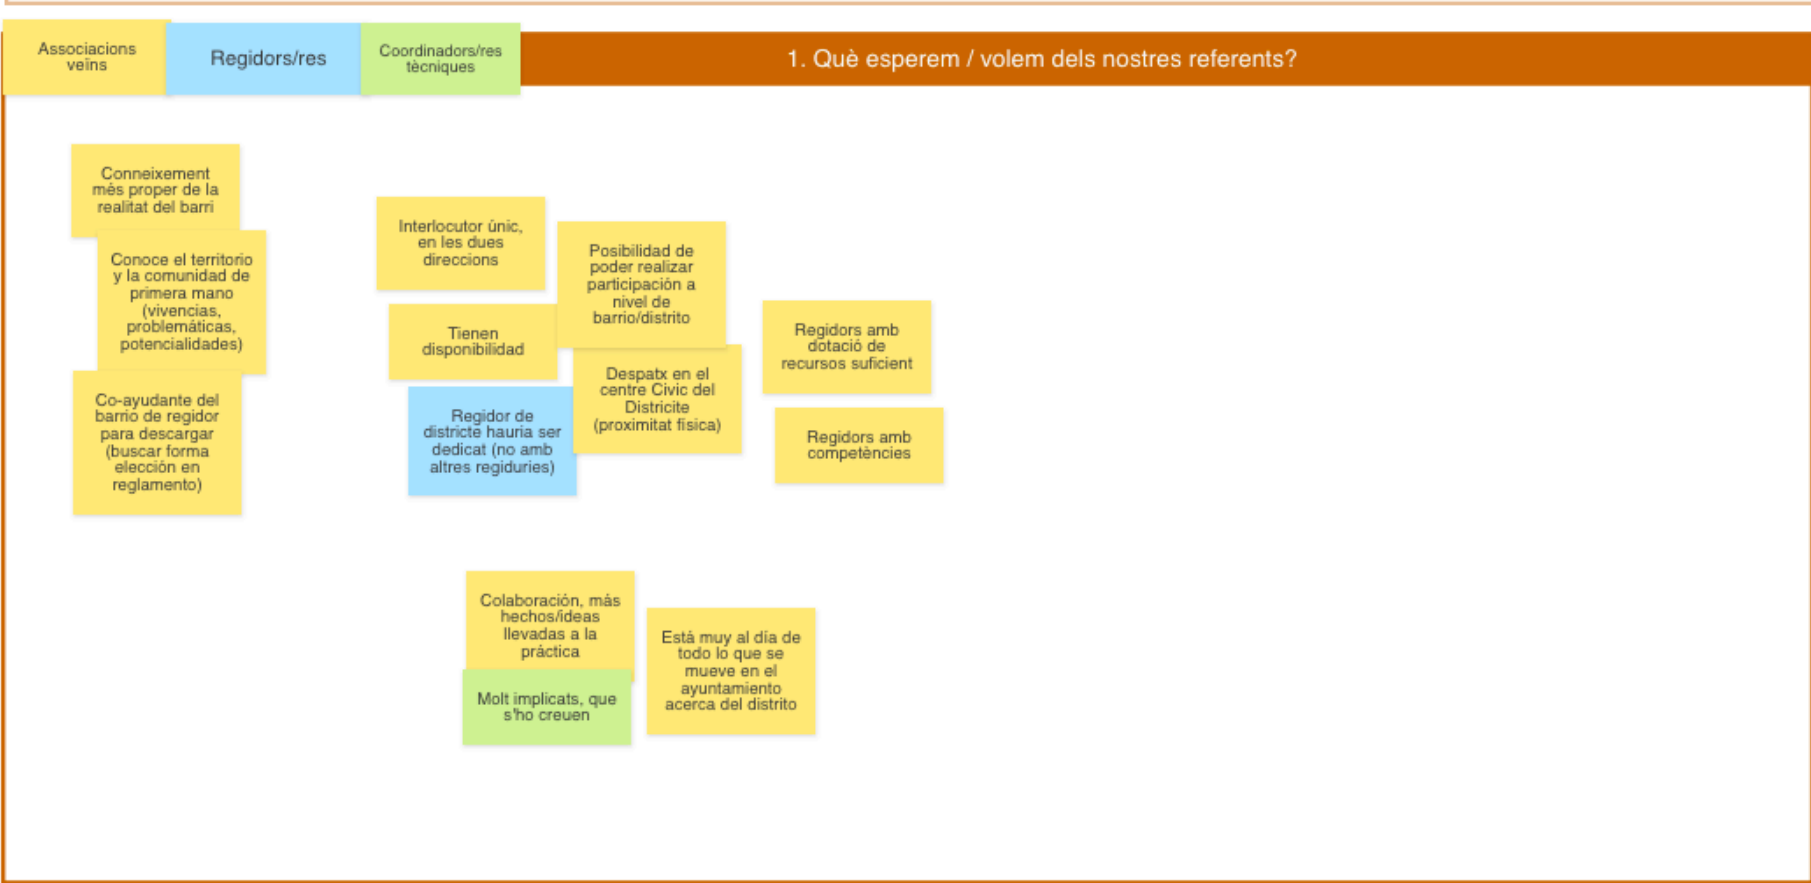 Associacions
veïns
Regidors/res
Coordinadors/res
tècniques
1. Què esperem / volem dels nostres referents?
Conneixement
més proper de la
realitat del barri
Conoce el territorio
y la comunidad de
primera mano
(vivencias,
problemáticas,
potencialidades)
Co-ayudante del
barrio de regidor
para descargar
(buscar forma
elección en
reglamento)
Interlocutor únic,
en les dues
direccions
Tienen
disponibilidad
Regidor de
districte hauria ser
dedicat (no amb
altres regiduries)
Posibilidad de
poder realizar
participación a
nivel de
barrio/distrito
Despatx en el
centre Civic del
Districite
(proximitat física)
Regidors amb
dotació de
recursos suficient
Regidors amb
competències
Colaboración, más
hechos/ideas
llevadas a la
práctica
Molt implicats, que
s'ho creuen
Está muy al día de
todo lo que se
mueve en el
ayuntamiento
acerca del distrito